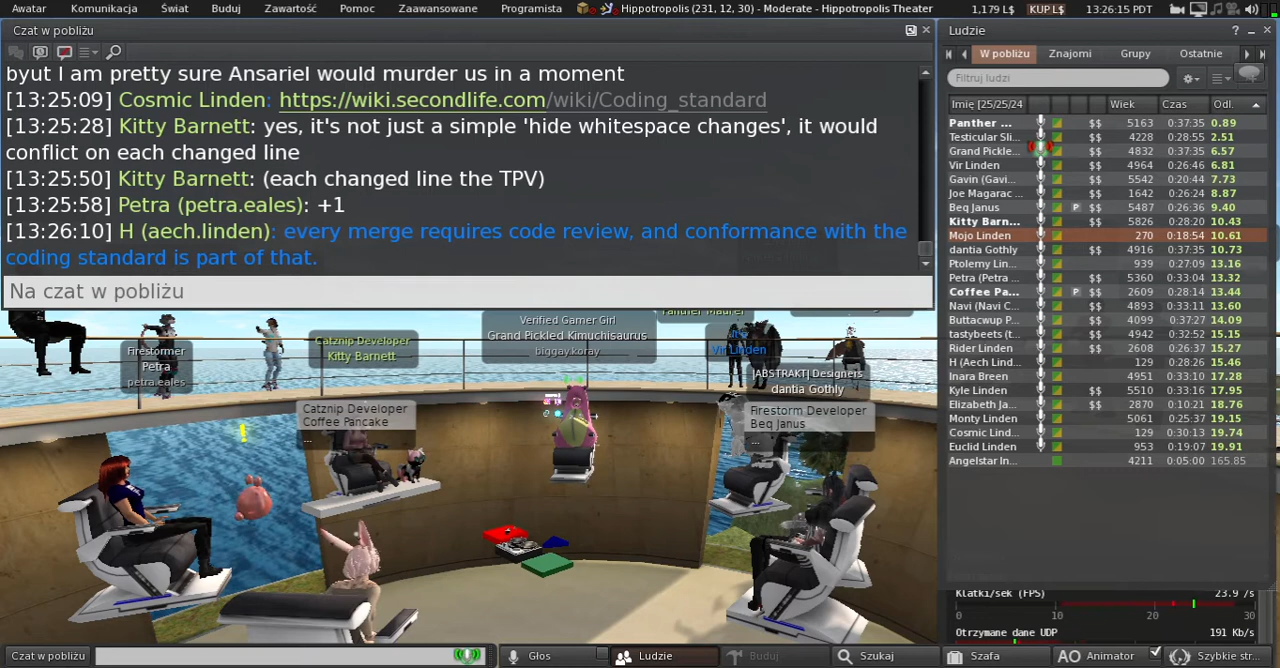 Awatar Komunikacja Świat Buduj Zawartość Pomoc Zaawansowane Programista Hippotropolis (231, 12, 30) - Moderate - Hippotropolis Theater 1,179 L$ KUP L$ 13:26:15 PDT
Czat w pobliżu
byut I am pretty sure Ansariel would murder us in a moment
[13:25:09] Cosmic Linden: https://wiki.secondlife.com/wiki/Coding_standard
[13:25:28] Kitty Barnett: yes, it's not just a simple 'hide whitespace changes', it would
conflict on each changed line
[13:25:50] Kitty Barnett: (each changed line the TPV)
[13:25:58] Petra (petra.eales): +1
[13:26:10] H (aech.linden): every merge requires code review, and conformance with the
coding standard is part of that.
Na czat w pobliżu
Ludzie
W pobliżu Znajomi Grupy Ostatnie
Filtruj ludzi
Imię [25/25/24 Wiek Czas Odl.
Panther ... $$ 5163 0:37:35 0.89
Testicular Sli... $$ 4228 0:28:55 2.51
Grand Pickle... $$ 4832 0:37:35 6.57
Vir Linden $$ 4964 0:26:46 6.81
Gavin (Gavi... $$ 5542 0:20:44 7.73
Joe Magarac ... $$ 1642 0:26:24 8.87
Beq Janus P $$ 5487 0:26:36 9.40
Kitty Barn... $$ 5826 0:28:20 10.43
Mojo Linden 270 0:18:54 10.61
dantia Gothly $$ 4916 0:37:35 10.73
Ptolemy Lin... 939 0:27:09 13.16
Petra (Petra ... $$ 5360 0:33:04 13.32
Coffee Pa... P $$ 2609 0:28:14 13.44
Navi (Navi C... $$ 4893 0:33:11 13.60
Buttacwup P... $$ 4099 0:37:27 14.09
tastybeets (t... $$ 4942 0:32:52 15.15
Rider Linden $$ 2608 0:26:37 15.27
H (Aech Lind... 129 0:28:26 15.46
Inara Breen 4951 0:33:10 17.28
Kyle Linden $$ 5010 0:33:16 17.95
Elizabeth Ja... $$ 2870 0:10:21 18.76
Monty Linden 5061 0:25:37 19.15
Cosmic Lind... 129 0:30:13 19.74
Euclid Linden 953 0:19:07 19.91
Angelstar In... 4211 0:05:00 165.85
Firestormer
Petra
petra.eales
Catznip Developer
Kitty Barnett
Verified Gamer Girl
Grand Pickled Kimuchisaurus
biggay.koray
Panther Maurer
Vir Linden
|ABSTRAKT| Designers
dantia Gothly
Catznip Developer
Coffee Pancake
...
Firestorm Developer
Beq Janus
...
Klatki/sek (FPS) 23.9 /s
0 10 20 30
Otrzymane dane UDP 191 Kb/s
Czat w pobliżu Głos Ludzie Buduj Szukaj Szafa AO Animator Szybkie str...